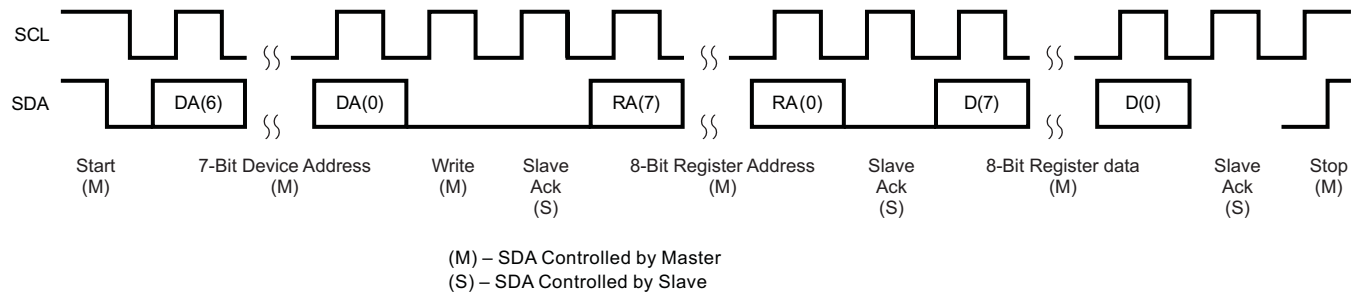 SCL
SDA
DA(6)
DA(0)
RA(7)
RA(0)
D(7)
D(0)
Start
(M)
7-Bit Device Address
(M)
Write
(M)
Slave
Ack
(S)
8-Bit Register Address
(M)
Slave
Ack
(S)
8-Bit Register data
(M)
Slave
Ack
(S)
Stop
(M)
(M) – SDA Controlled by Master
(S) – SDA Controlled by Slave